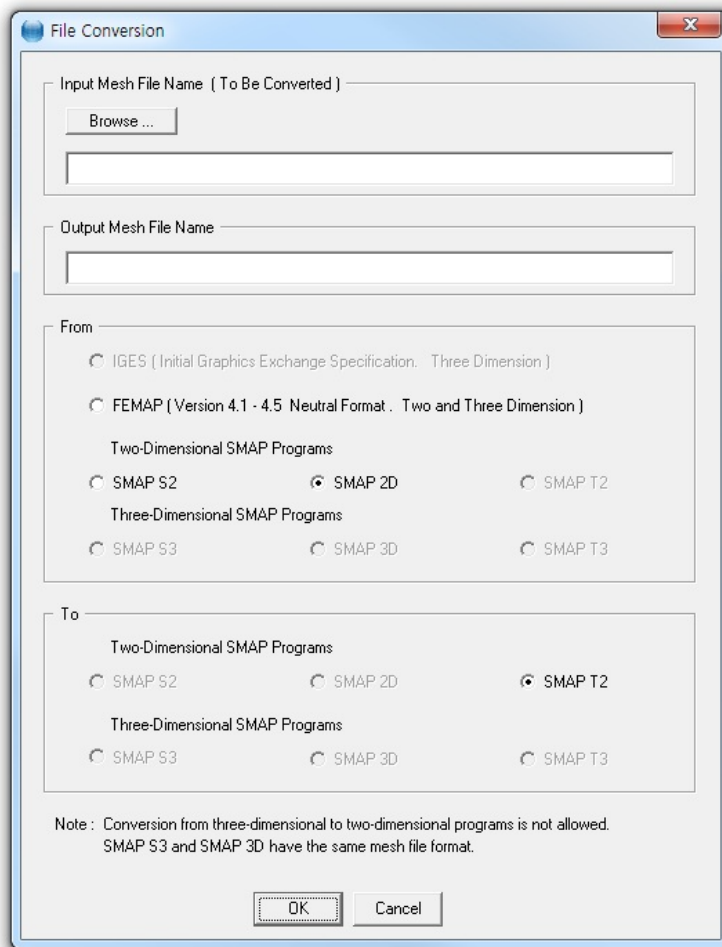 File Conversion
Input Mesh File Name ( To Be Converted )
Browse ...
Output Mesh File Name
From
IGES ( Initial Graphics Exchange Specification. Three Dimension )
FEMAP ( Version 4.1 - 4.5 Neutral Format . Two and Three Dimension )
Two-Dimensional SMAP Programs
SMAP S2 SMAP 2D SMAP T2
Three-Dimensional SMAP Programs
SMAP S3 SMAP 3D SMAP T3
To
Two-Dimensional SMAP Programs
SMAP S2 SMAP 2D SMAP T2
Three-Dimensional SMAP Programs
SMAP S3 SMAP 3D SMAP T3
Note : Conversion from three-dimensional to two-dimensional programs is not allowed.
SMAP S3 and SMAP 3D have the same mesh file format.
OK Cancel